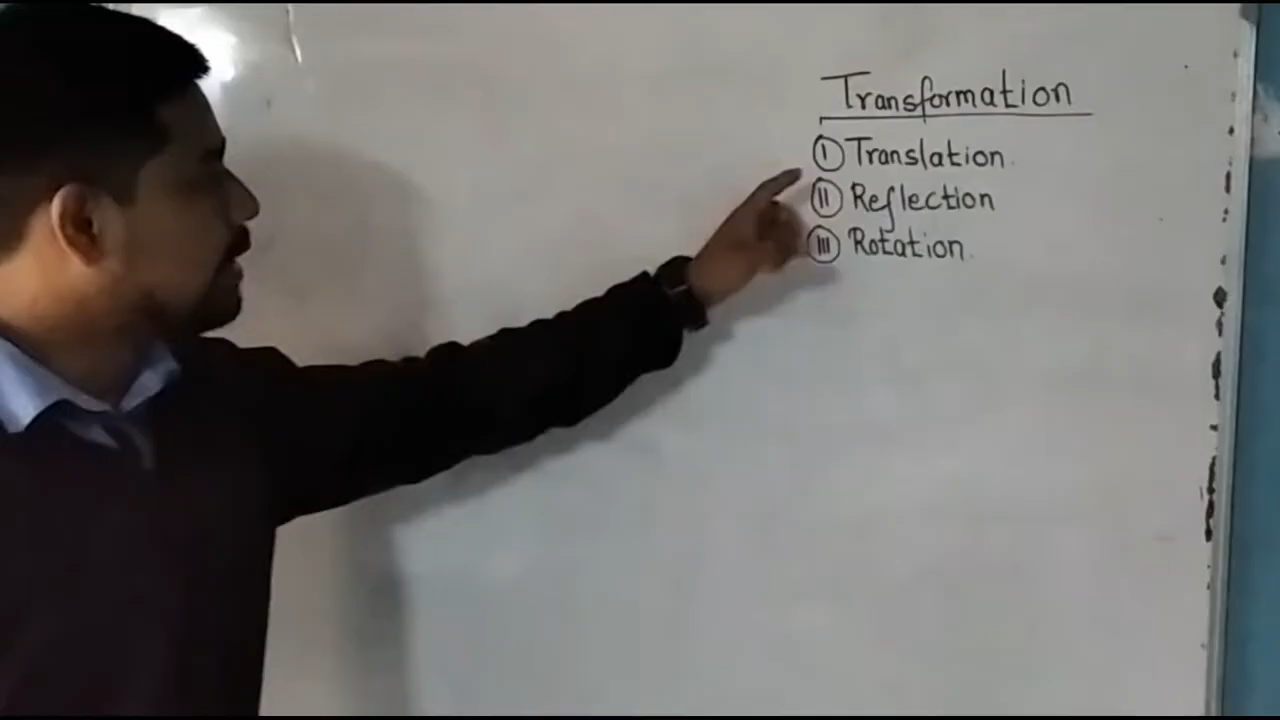 Transformation
(I) Translation.
(II) Reflection
(III) Rotation.